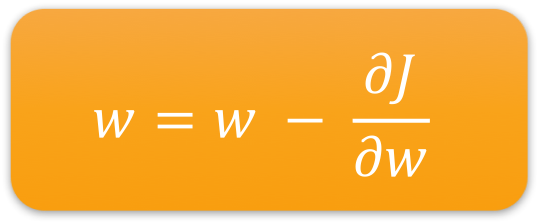 w = w − ∂J/∂w